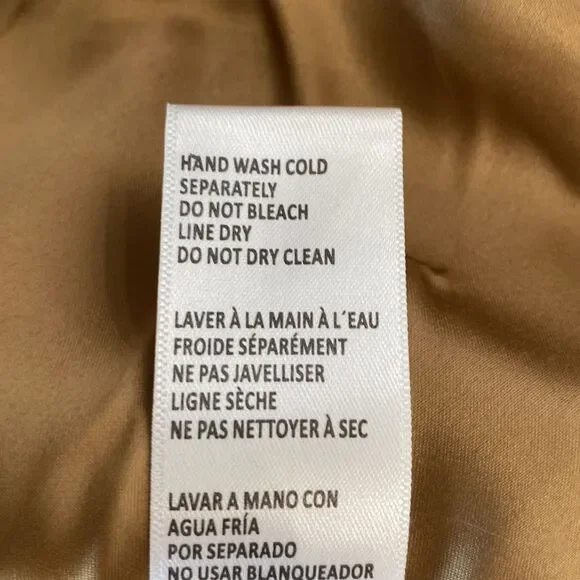 HAND WASH COLD
SEPARATELY
DO NOT BLEACH
LINE DRY
DO NOT DRY CLEAN
LAVER À LA MAIN À L´EAU
FROIDE SÉPARÉMENT
NE PAS JAVELLISER
LIGNE SÈCHE
NE PAS NETTOYER À SEC
LAVAR A MANO CON
AGUA FRÍA
POR SEPARADO
NO USAR BLANQUEADOR